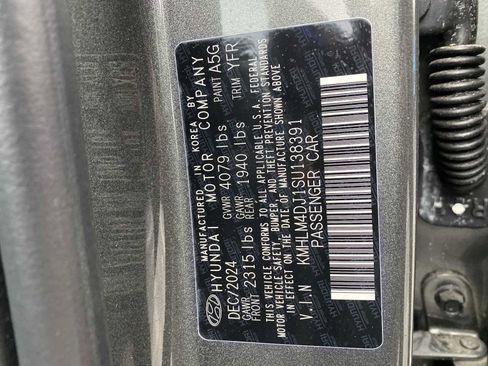 MANUFACTURED IN KOREA BY
HYUNDAI MOTOR COMPANY
DEC/2024 GVWR 4079 lbs PAINT A5G
GAWR FRONT 2315 lbs GAWR REAR 1940 lbs TRIM YFR
THIS VEHICLE CONFORMS TO ALL APPLICABLE U.S.A. FEDERAL
MOTOR VEHICLE SAFETY, BUMPER, AND THEFT PREVENTION STANDARDS
IN EFFECT ON THE DATE OF MANUFACTURE SHOWN ABOVE
V.I.N KMHLM4DJ1SU138391
PASSENGER CAR